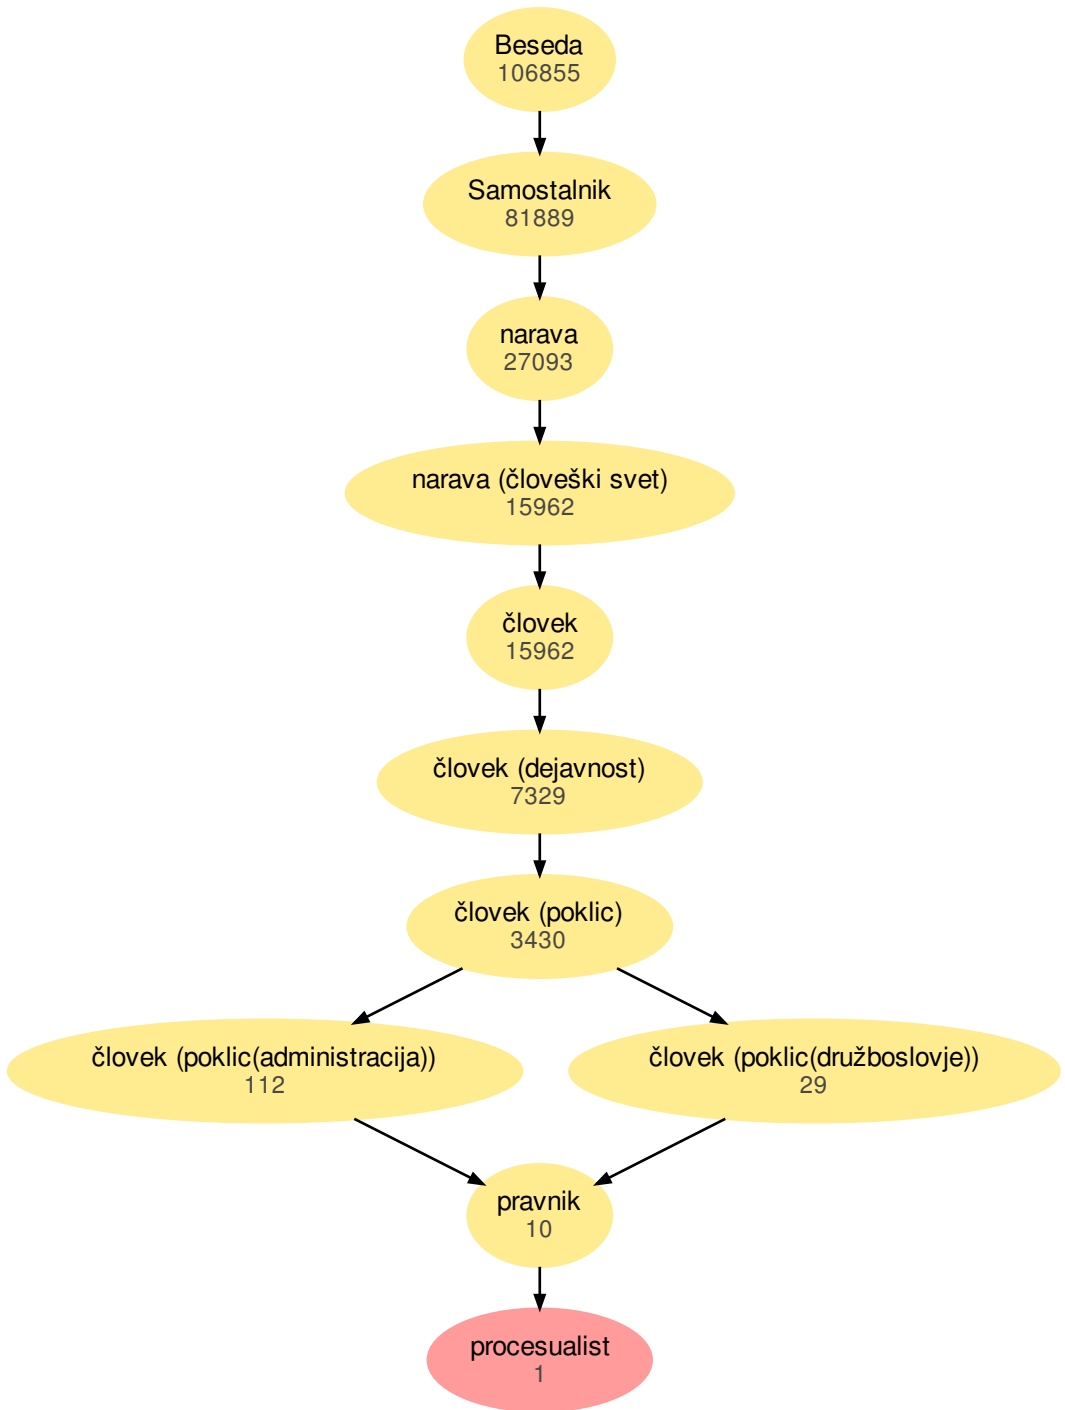 Beseda
106855
Samostalnik
81889
narava
27093
narava (človeški svet)
15962
človek
15962
človek (dejavnost)
7329
človek (poklic)
3430
človek (poklic(administracija))
112
človek (poklic(družboslovje))
29
pravnik
10
procesualist
1